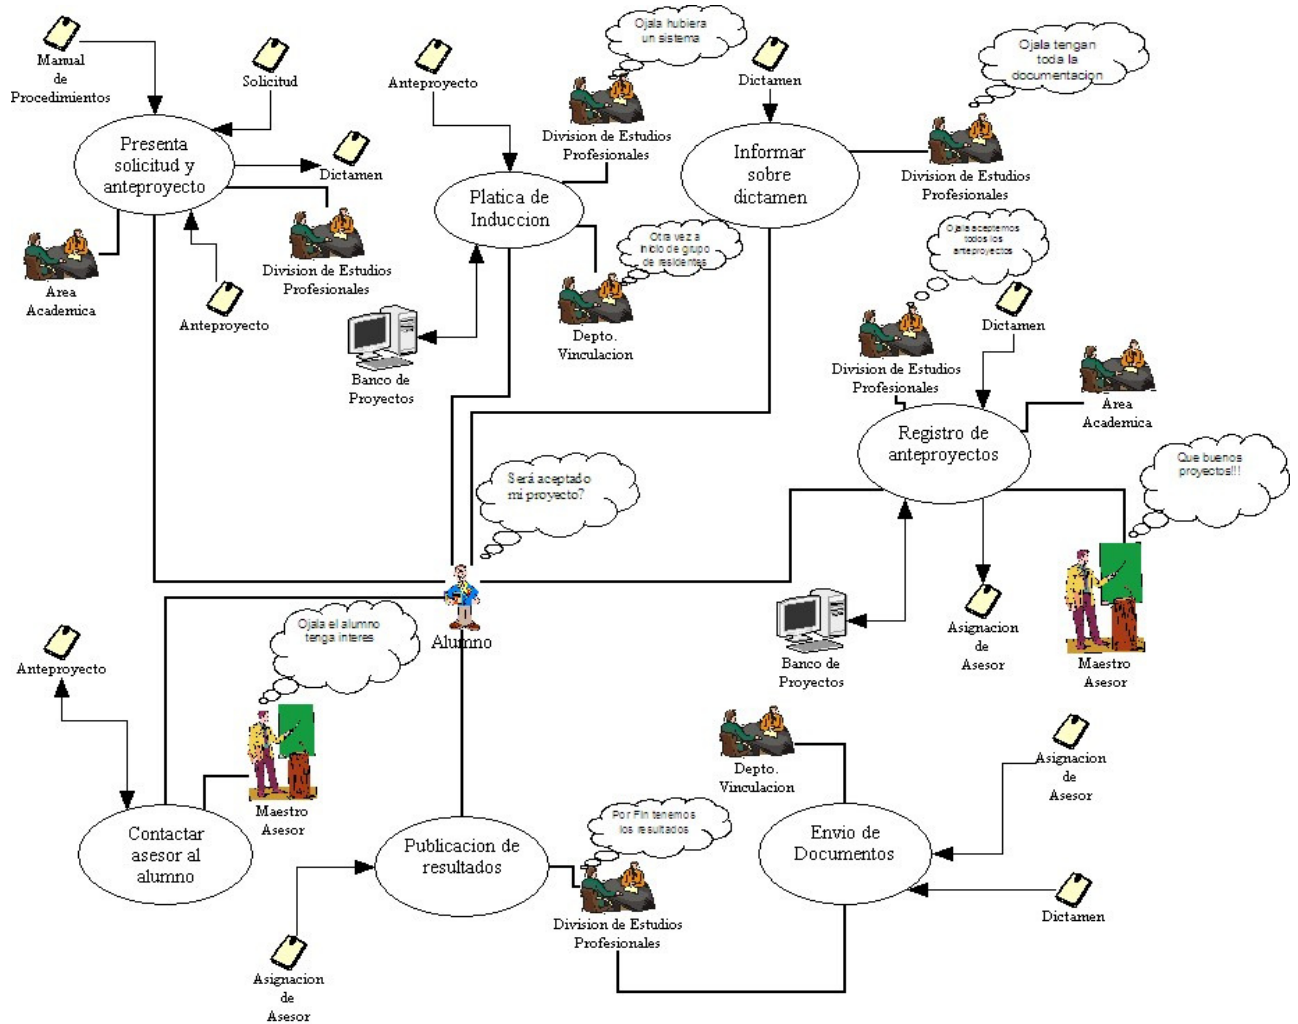 Manual
de
Procedimientos
Solicitud
Presenta
solicitud y
anteproyecto
Dictamen
Area
Academica
Anteproyecto
Division de Estudios
Profesionales
Anteproyecto
Ojala hubiera
un sistema
Division de Estudios
Profesionales
Platica de
Induccion
Otra vez a
inicio de grupo
de residentes
Depto.
Vinculacion
Banco de
Proyectos
Dictamen
Informar
sobre
dictamen
Ojala tengan
toda la
documentacion
Division de Estudios
Profesionales
Ojala aceptemos
todos los
anteproyectos
Dictamen
Division de Estudios
Profesionales
Area
Academica
Registro de
anteproyectos
Que buenos
proyectos!!!
Será aceptado
mi proyecto?
Alumno
Banco de
Proyectos
Asignacion
de
Asesor
Maestro
Asesor
Ojala el alumno
tenga interes
Anteproyecto
Maestro
Asesor
Contactar
asesor al
alumno
Publicacion de
resultados
Por Fin tenemos
los resultados
Division de Estudios
Profesionales
Asignacion
de
Asesor
Depto.
Vinculacion
Envio de
Documentos
Asignacion
de
Asesor
Dictamen